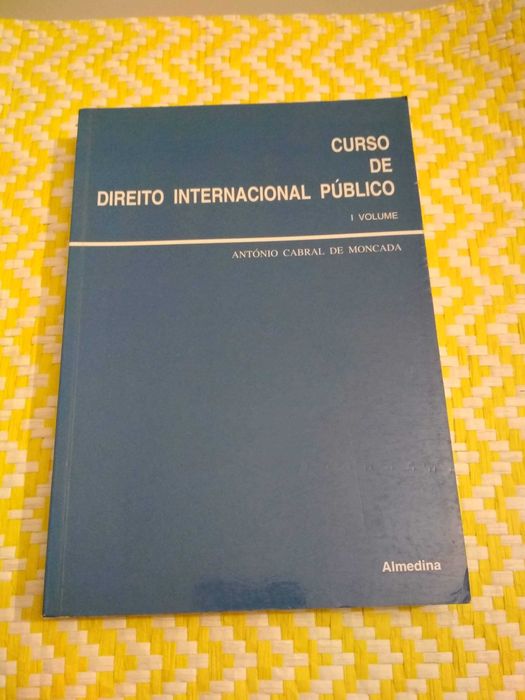 CURSO
DE
DIREITO INTERNACIONAL PÚBLICO
I VOLUME
ANTÓNIO CABRAL DE MONCADA
Almedina